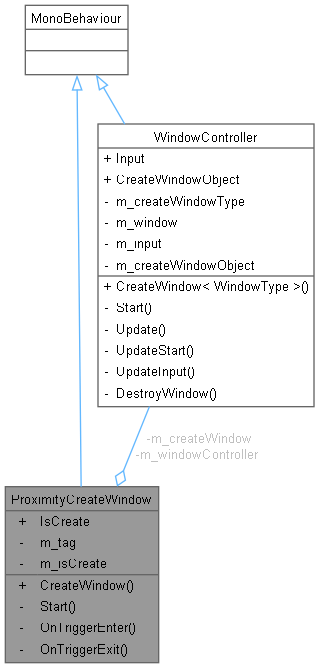 MonoBehaviour
WindowController
+ Input
+ CreateWindowObject
- m_createWindowType
- m_window
- m_input
- m_createWindowObject
+ CreateWindow< WindowType >()
- Start()
- Update()
- UpdateStart()
- UpdateInput()
- DestroyWindow()
-m_createWindow
-m_windowController
ProximityCreateWindow
+ IsCreate
- m_tag
- m_isCreate
+ CreateWindow()
- Start()
- OnTriggerEnter()
- OnTriggerExit()